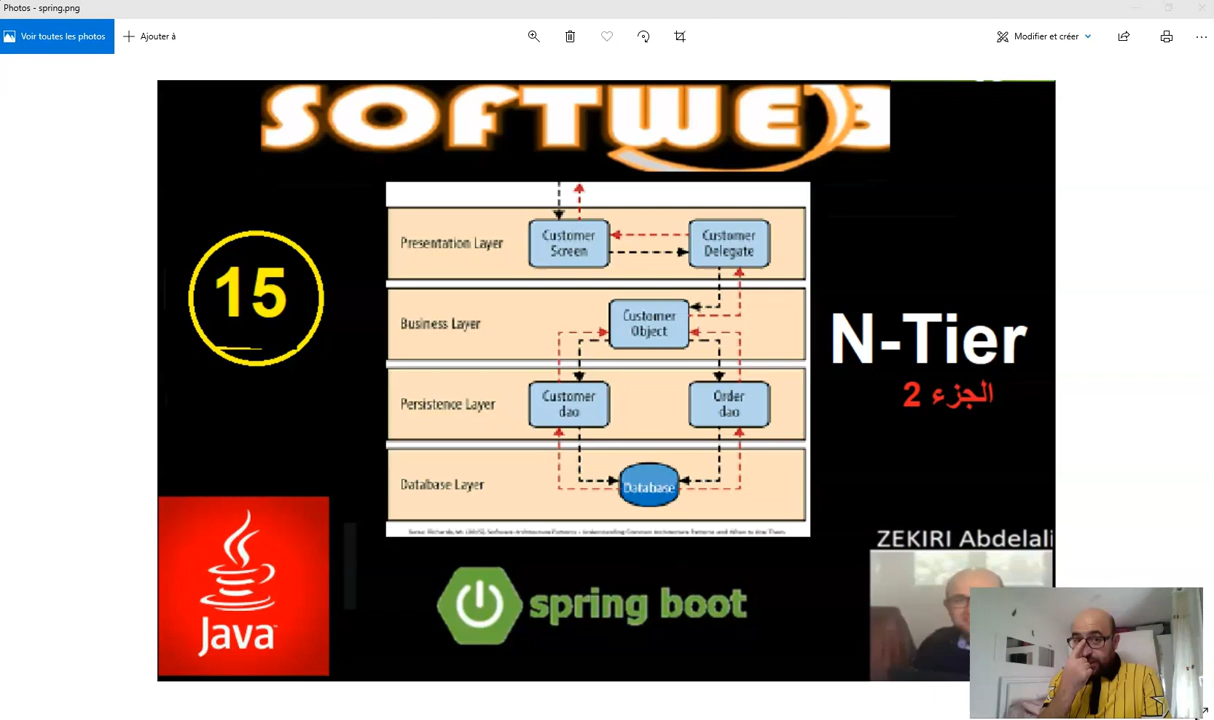 Photos - spring.png
Voir toutes les photos
Ajouter à
Modifier et créer
SOFTWEB
Presentation Layer
Customer
Screen
Customer
Delegate
Business Layer
Customer
Object
Persistence Layer
Customer
dao
Order
dao
Database Layer
Database
15
N-Tier
الجزء 2
Java
spring boot
ZEKIRI Abdelali